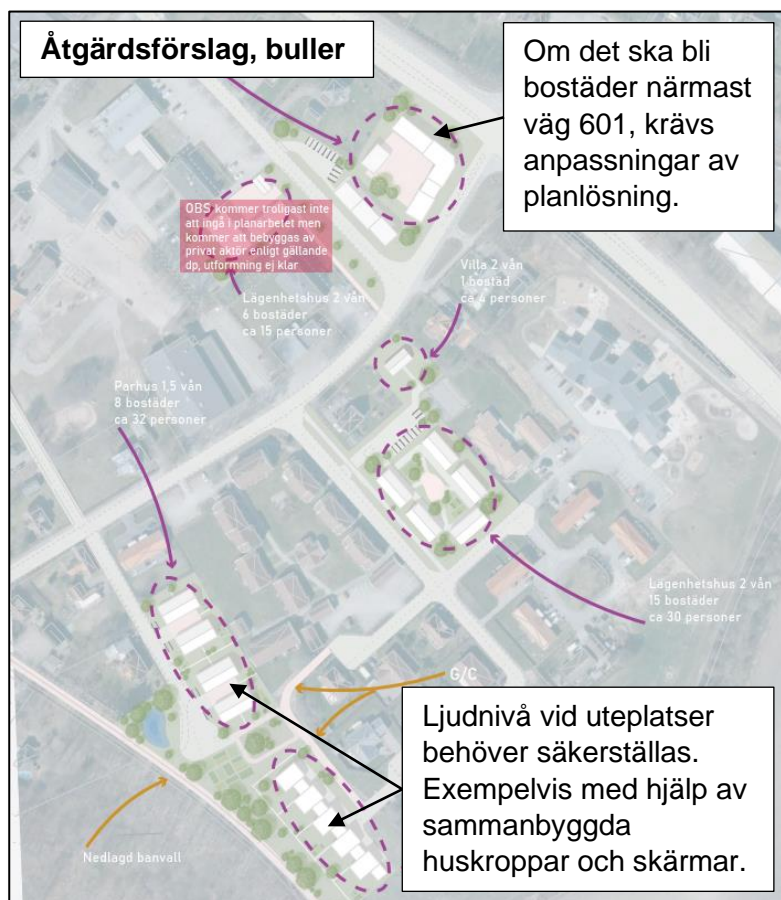 Åtgärdsförslag, buller
Om det ska bli
bostäder närmast
väg 601, krävs
anpassningar av
planlösning.
OBS kommer troligast inte
att ingå i planarbetet men
kommer att bebyggas av
privat aktör enligt gällande
dp, utformning ej klar
Lägenhetshus 2 vån
6 bostäder
ca 15 personer
Villa 2 vån
1 bostad
ca 4 personer
Parhus 1,5 vån
8 bostäder
ca 32 personer
Lägenhetshus 2 vån
15 bostäder
ca 30 personer
G/C
Ljudnivå vid uteplatser
behöver säkerställas.
Exempelvis med hjälp av
sammanbyggda
huskroppar och skärmar.
Nedlagd banvall